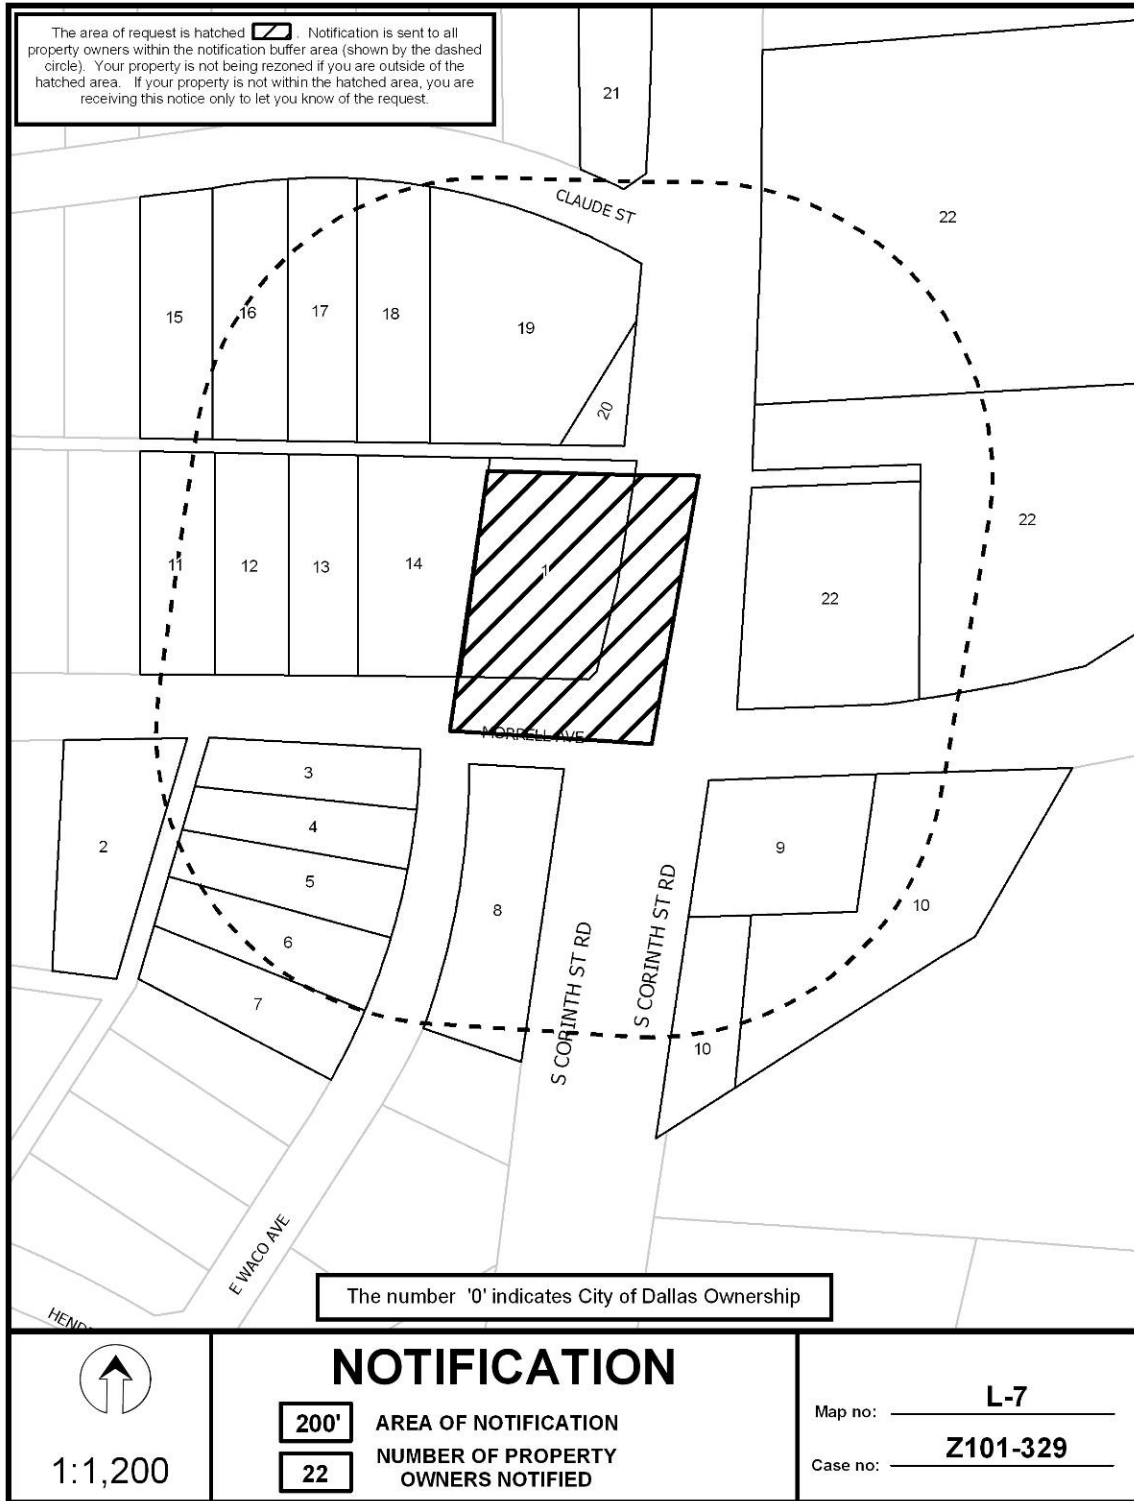 The area of request is hatched . Notification is sent to all
property owners within the notification buffer area (shown by the dashed
circle). Your property is not being rezoned if you are outside of the
hatched area. If your property is not within the hatched area, you are
receiving this notice only to let you know of the request.
21
CLAUDE ST
22
15
16
17
18
19
20
11
12
13
14
1
22
22
MORRELL AVE
2
3
4
5
6
7
8
9
10
10
S CORINTH ST RD
S CORINTH ST RD
E WACO AVE
The number '0' indicates City of Dallas Ownership
1:1,200
NOTIFICATION
200' AREA OF NOTIFICATION
22 NUMBER OF PROPERTY
OWNERS NOTIFIED
Map no: L-7
Case no: Z101-329